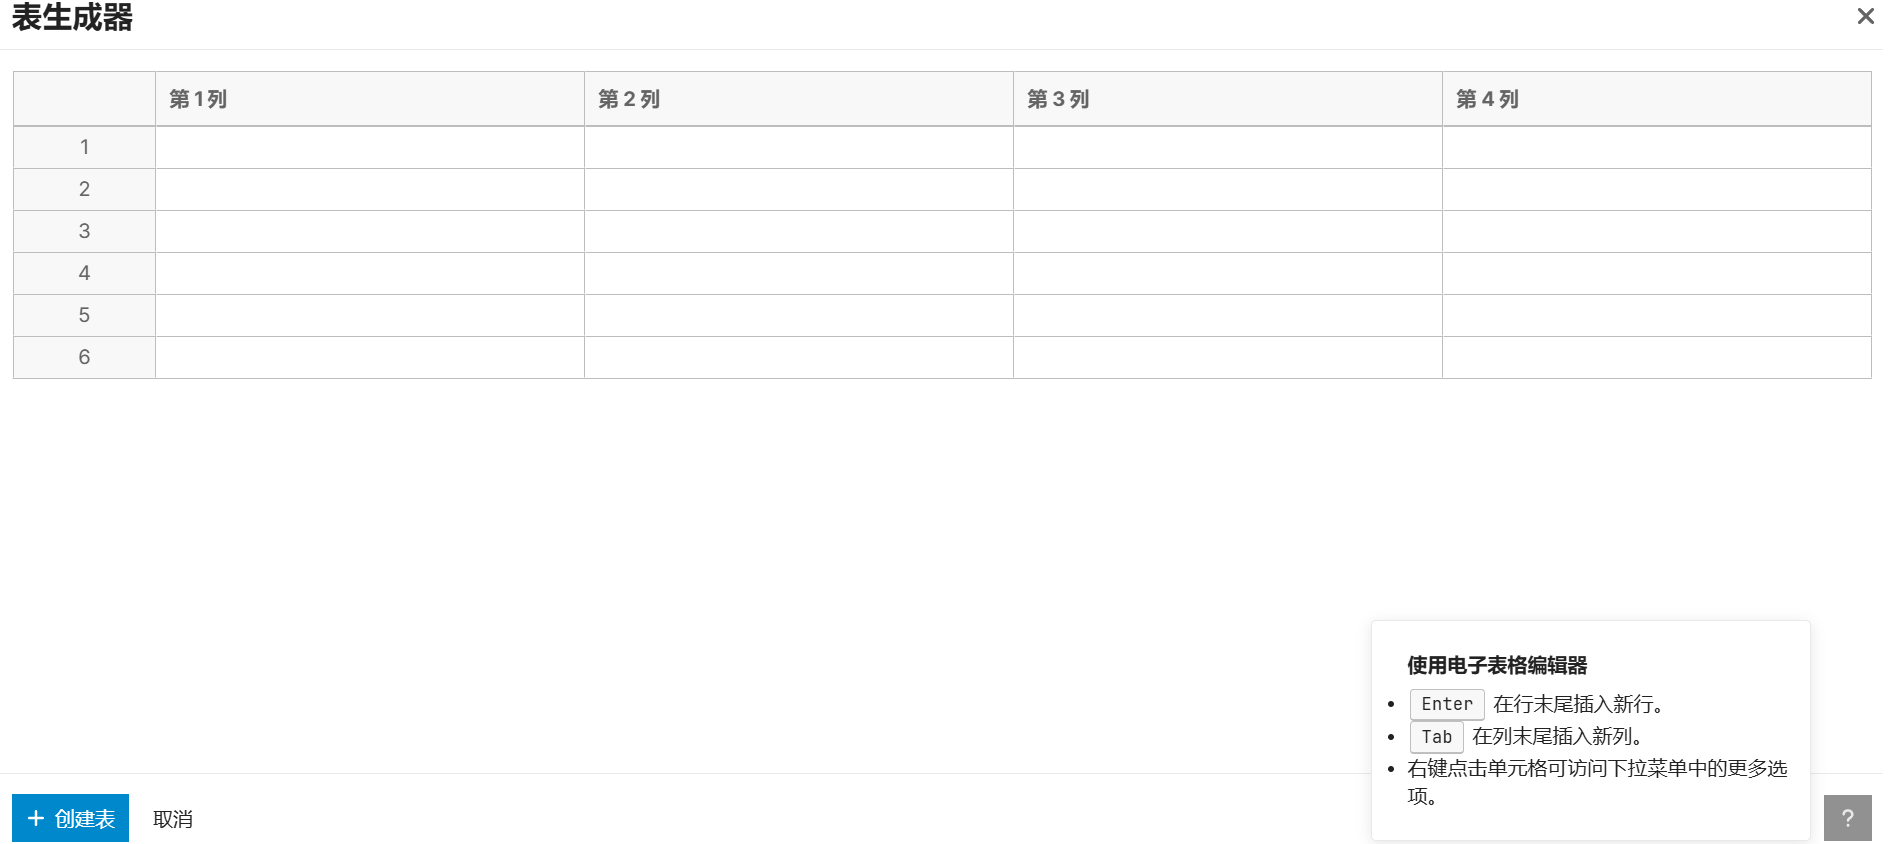 表生成器
第 1 列 第 2 列 第 3 列 第 4 列
1
2
3
4
5
6
使用电子表格编辑器
Enter 在行末尾插入新行。
Tab 在列末尾插入新列。
右键点击单元格可访问下拉菜单中的更多选
项。
+ 创建表 取消 ?